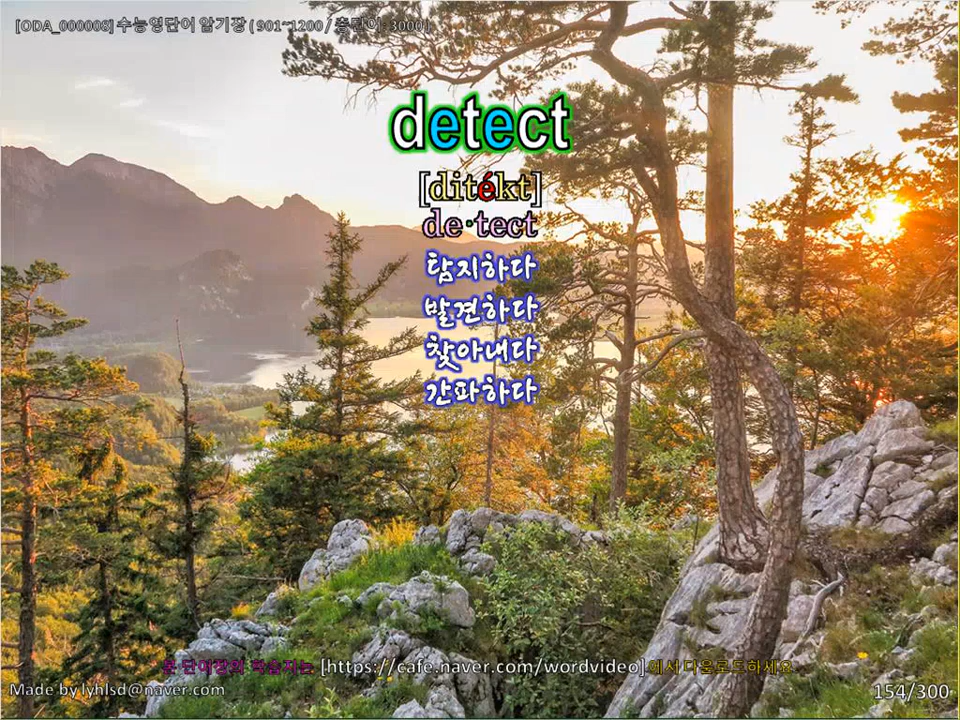 [ODA_000008] 수능영단어 암기장 ( 901~1200 / 총단어: 3000 )
detect
[ditékt]
de·tect
탐지하다
발견하다
찾아내다
간파하다
본 단어장의 학습지는 [https://cafe.naver.com/wordvideo]에서 다운로드하세요
Made by lyhlsd@naver.com
154/300